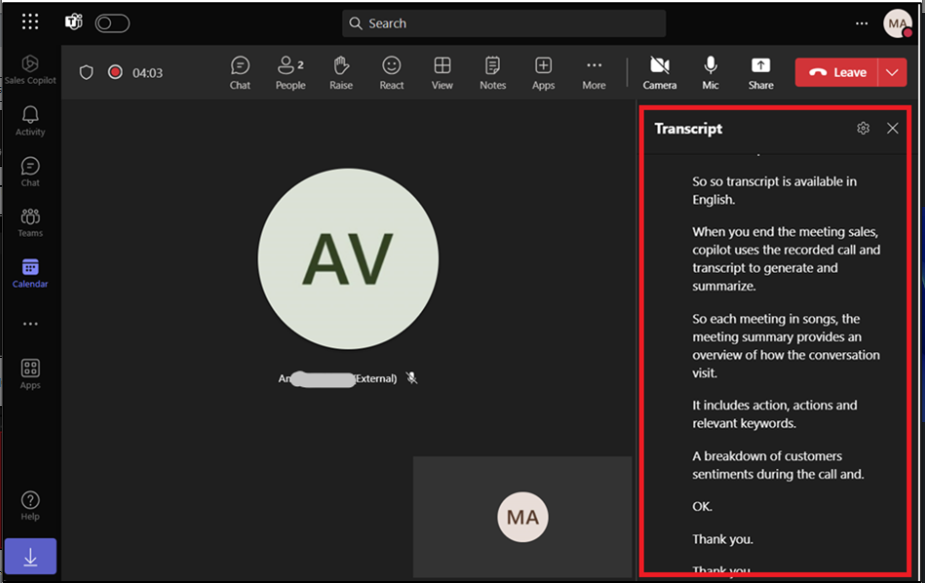 Search
MA
Sales Copilot
Activity
Chat
Teams
Calendar
Apps
Help
04:03
Chat
2
People
Raise
React
View
Notes
Apps
More
Camera
Mic
Share
Leave
AV
An
External)
MA
Transcript
So so transcript is available in
English.
When you end the meeting sales,
copilot uses the recorded call and
transcript to generate and
summarize.
So each meeting in songs, the
meeting summary provides an
overview of how the conversation
visit.
It includes action, actions and
relevant keywords.
A breakdown of customers
sentiments during the call and.
OK.
Thank you.
Thank you